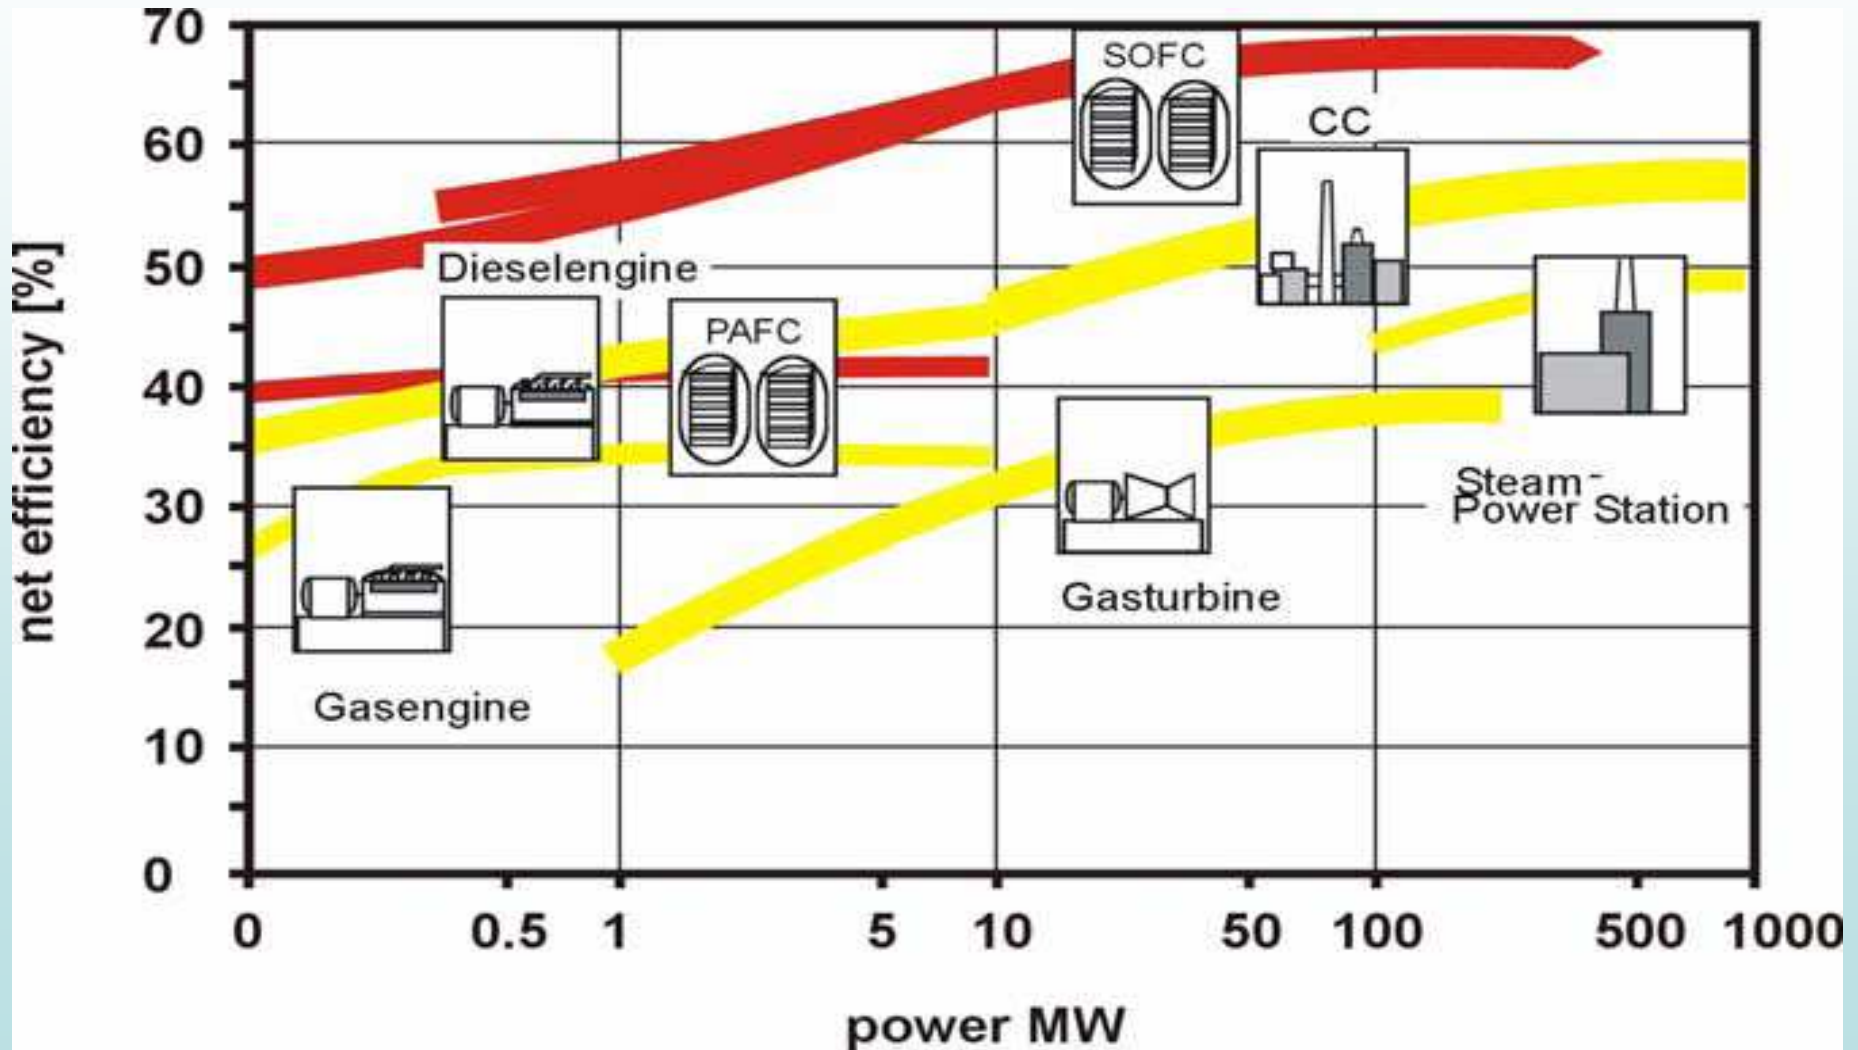 70
SOFC
CC
60
50
Dieselengine
PAFC
40
net efficiency [%]
30
Steam-
Power Station
Gasturbine
20
Gasengine
10
0
0 0.5 1 5 10 50 100 500 1000
power MW